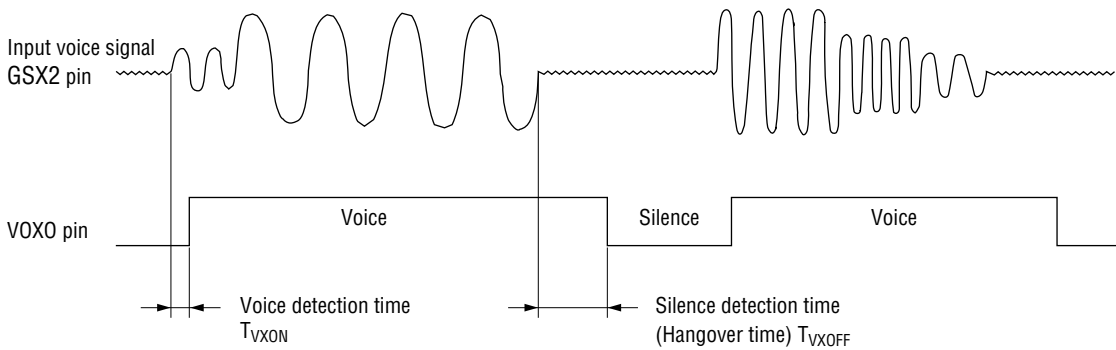 Input voice signal
GSX2 pin
VOXO pin
Voice
Silence
Voice
Voice detection time
TVXON
Silence detection time
(Hangover time) TVXOFF